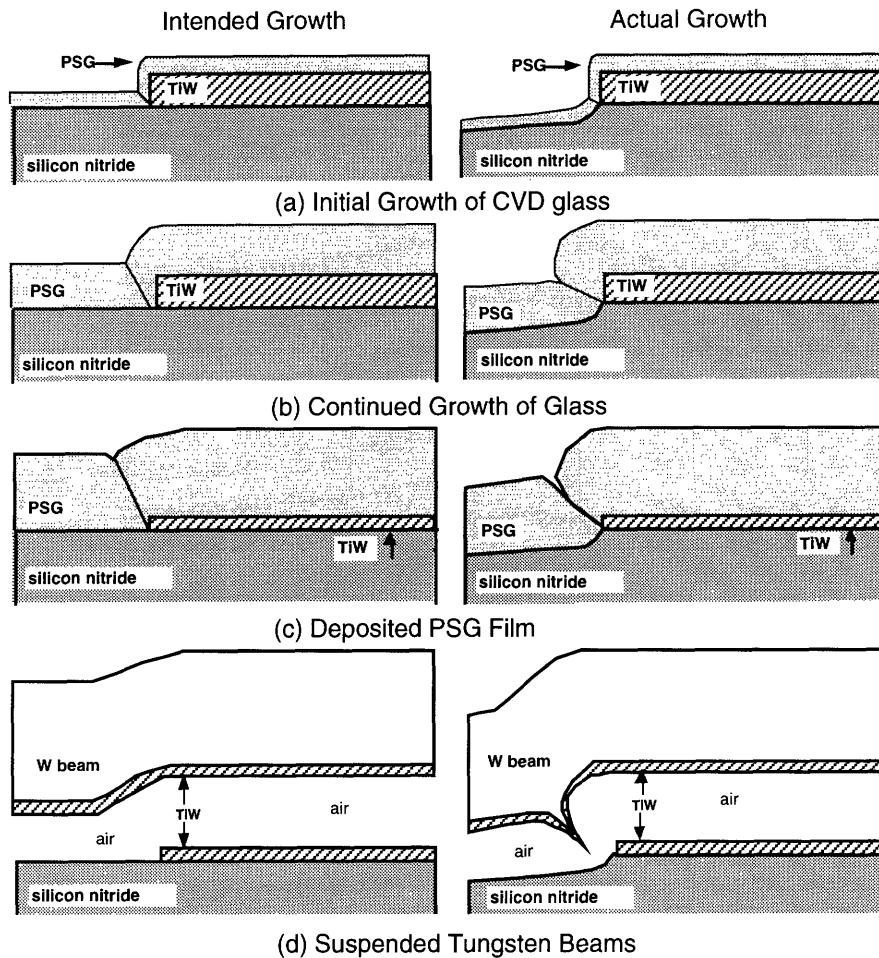 Intended Growth
Actual Growth
PSG
TiW
silicon nitride
PSG
TiW
silicon nitride
(a) Initial Growth of CVD glass
PSG
TiW
silicon nitride
PSG
TiW
silicon nitride
(b) Continued Growth of Glass
PSG
TiW
silicon nitride
PSG
TiW
silicon nitride
(c) Deposited PSG Film
W beam
TiW
air
air
silicon nitride
W beam
TiW
air
air
silicon nitride
(d) Suspended Tungsten Beams